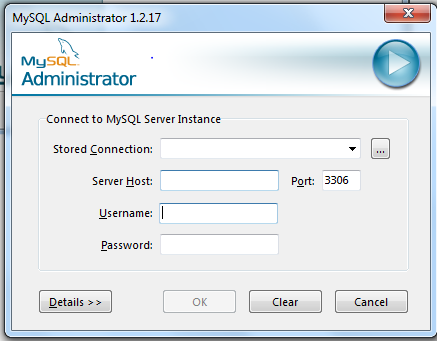 MySQL Administrator 1.2.17
MySQL
Administrator
Connect to MySQL Server Instance
Stored Connection:
...
Server Host:
Port: 3306
Username:
Password:
Details >> OK Clear Cancel